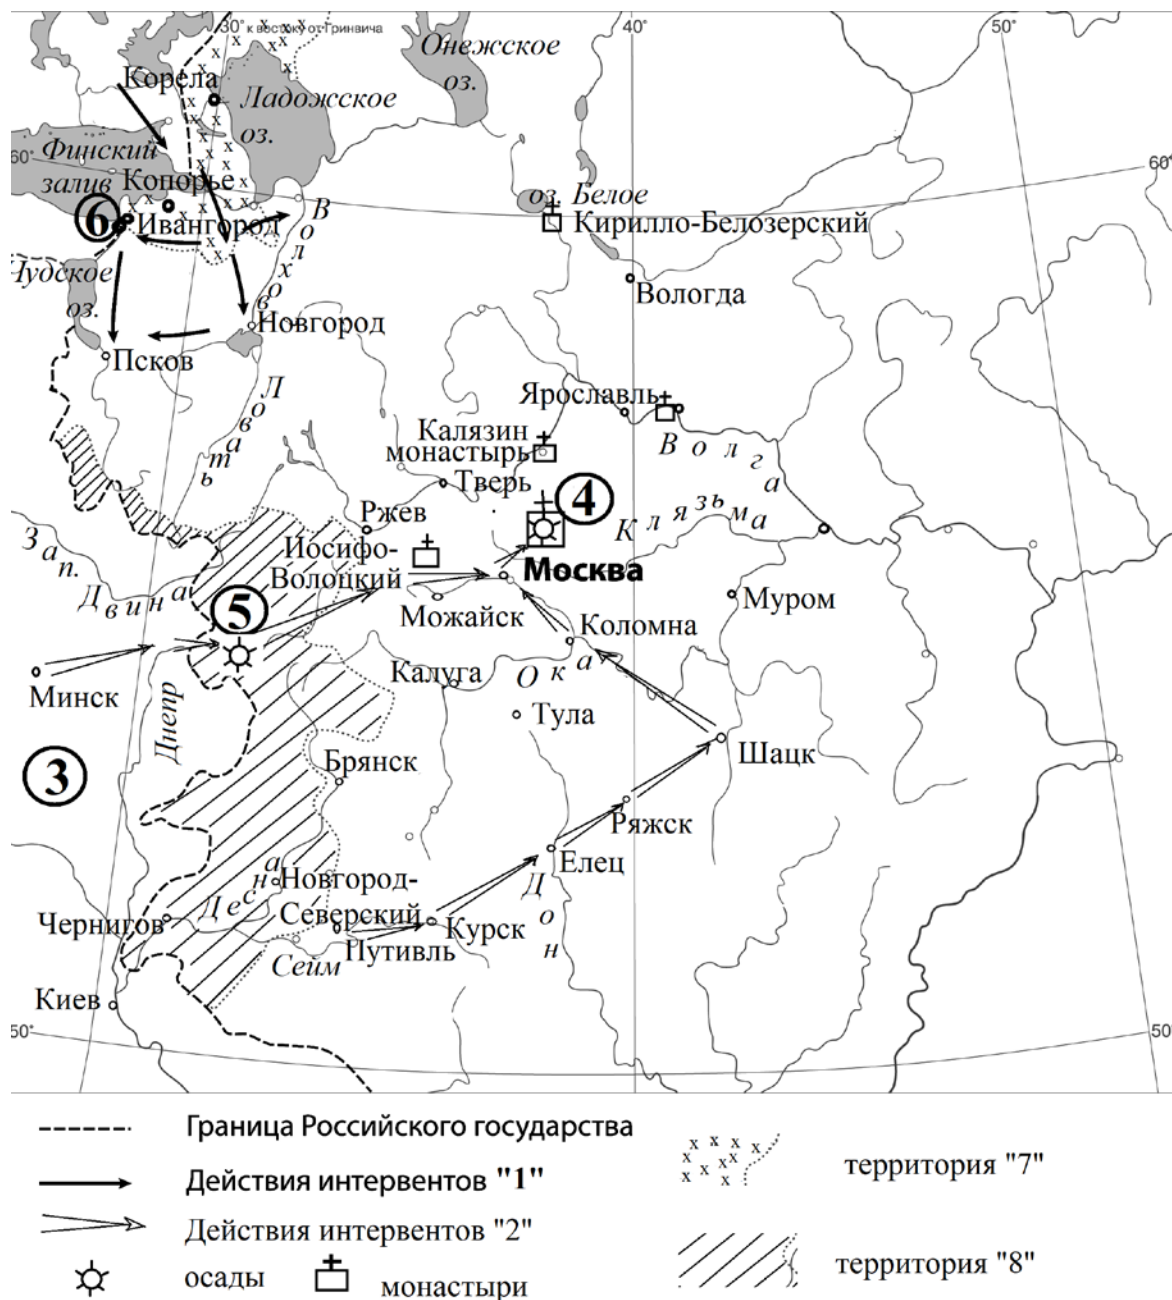 30° к востоку от Гринвича
40°
50°
Онежское
оз.
Корела
Ладожское
оз.
60°
Финский
залив
Копорье
60°
6
Ивангород
Волхов
оз. Белое
Кирилло-Белозерский
Чудское
оз.
Вологда
Новгород
Псков
Ловать
Ярославль
Волга
Калязин
монастырь
Тверь
4
Клязьма
Ржев
Зап. Двина
Иосифо-
Волоцкий
Москва
5
Можайск
Муром
Коломна
Минск
Калуга
Ока
Днепр
Тула
Шацк
3
Брянск
Ряжск
Елец
Десна
Новгород-
Северский
Дон
Чернигов
Курск
Путивль
Сейм
Киев
50°
50°
Граница Российского государства
территория "7"
Действия интервентов "1"
Действия интервентов "2"
территория "8"
осады
монастыри